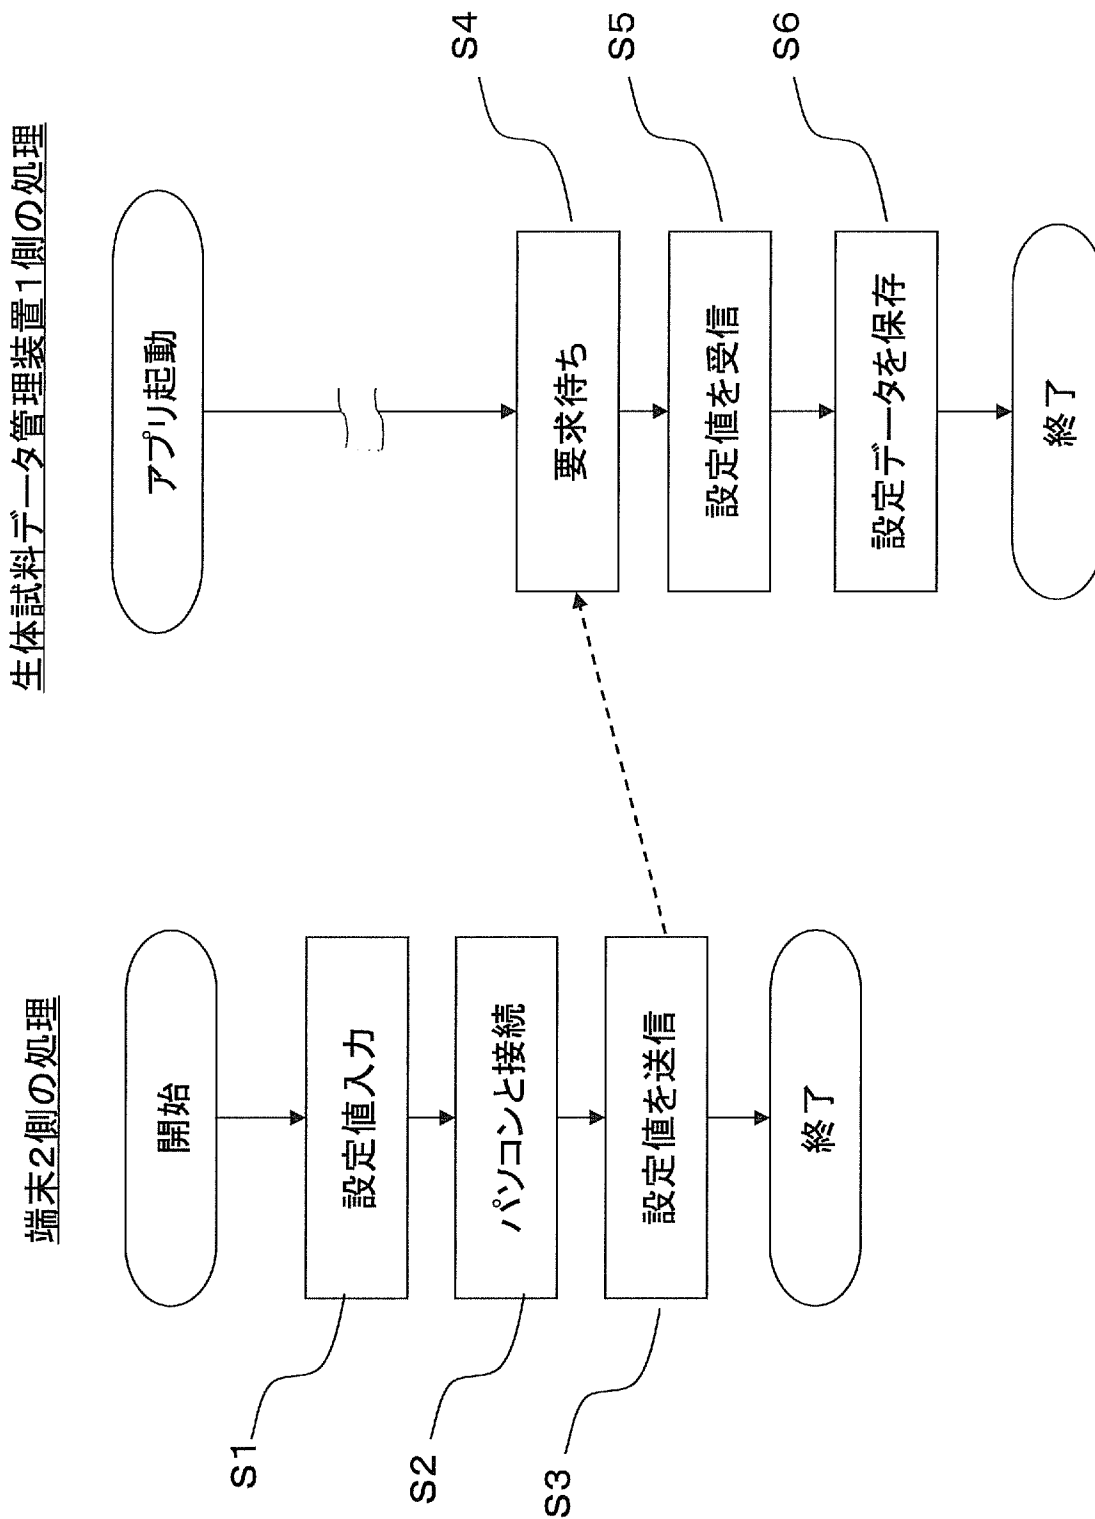 端末2側の処理
開始
S1
設定値入力
S2
パソコンと接続
S3
設定値を送信
終了
生体試料データ管理装置1側の処理
アプリ起動
要求待ち
S4
設定値を受信
S5
設定データを保存
S6
終了